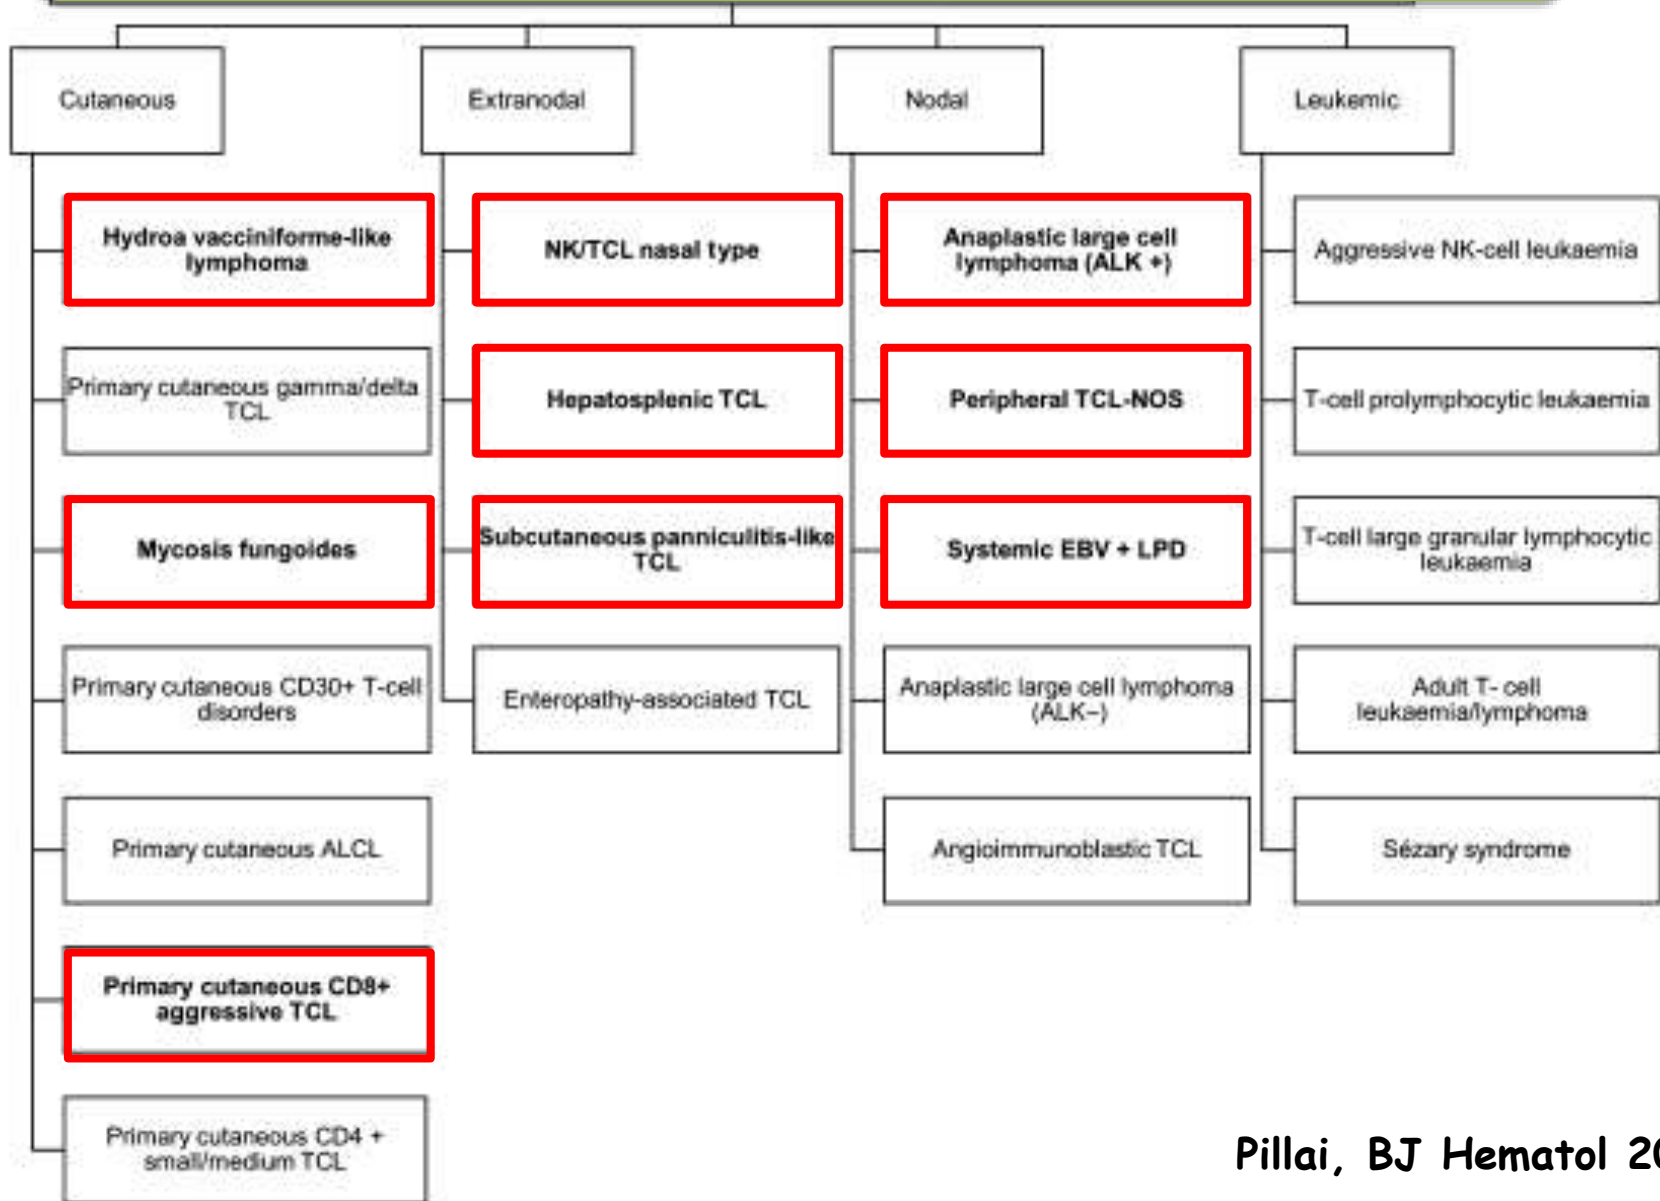 Cutaneous
Extranodal
Nodal
Leukemic
Hydroa vacciniforme-like
lymphoma
Primary cutaneous gamma/delta
TCL
Mycosis fungoides
Primary cutaneous CD30+ T-cell
disorders
Primary cutaneous ALCL
Primary cutaneous CD8+
aggressive TCL
Primary cutaneous CD4 +
small/medium TCL
NK/TCL nasal type
Hepatosplenic TCL
Subcutaneous panniculitis-like
TCL
Enteropathy-associated TCL
Anaplastic large cell
lymphoma (ALK +)
Peripheral TCL-NOS
Systemic EBV + LPD
Anaplastic large cell lymphoma
(ALK–)
Angioimmunoblastic TCL
Aggressive NK-cell leukaemia
T-cell prolymphocytic leukaemia
T-cell large granular lymphocytic
leukaemia
Adult T- cell
leukaemia/lymphoma
Sézary syndrome
Pillai, BJ Hematol